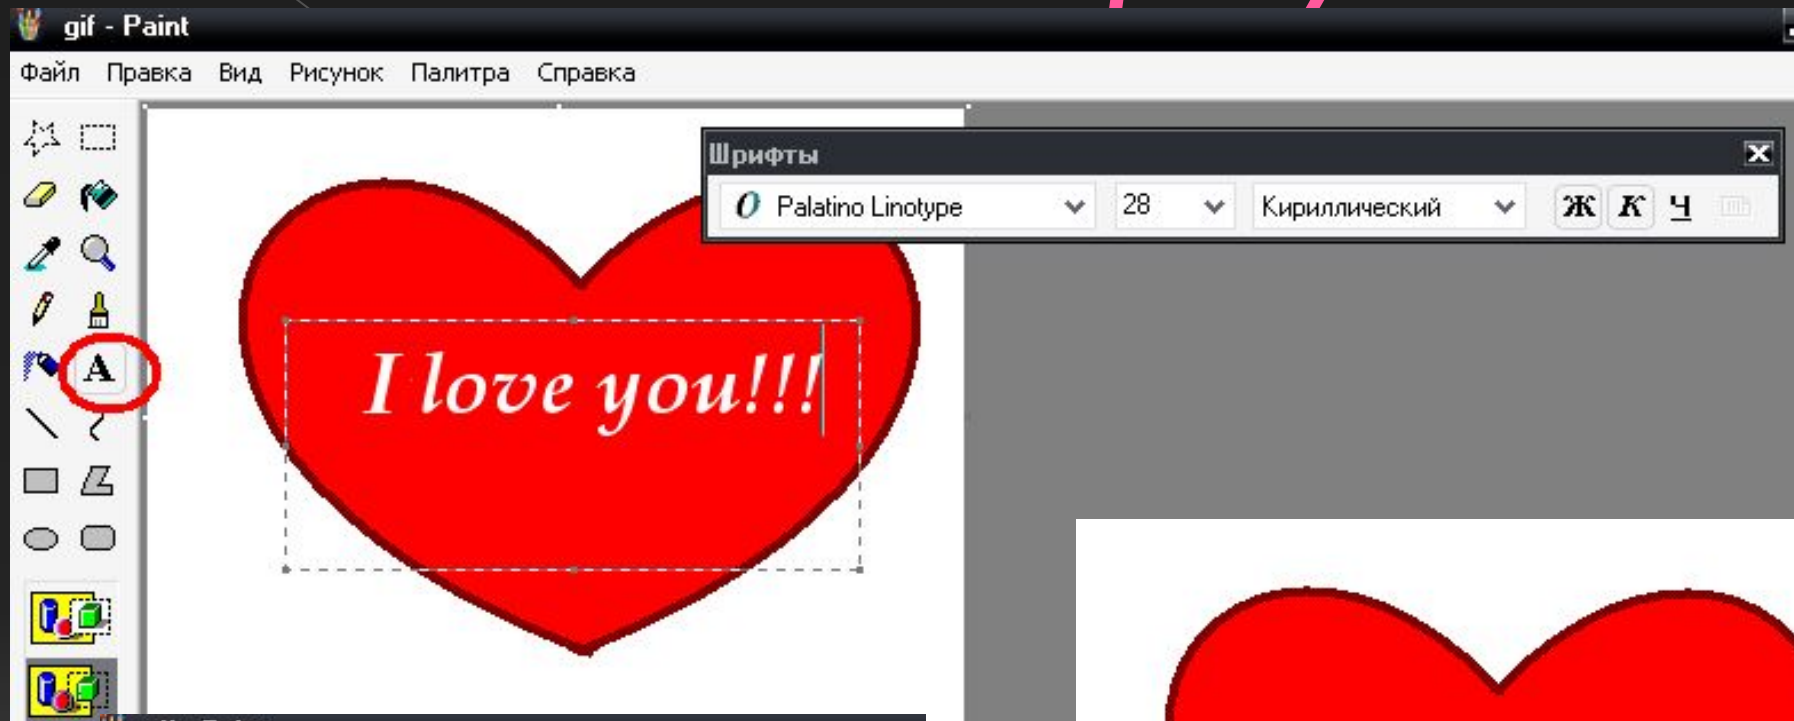 gif - Paint
Файл Правка Вид Рисунок Палитра Справка
Шрифты
Palatino Linotype 28 Кириллический Ж К Ч
A
I love you!!!